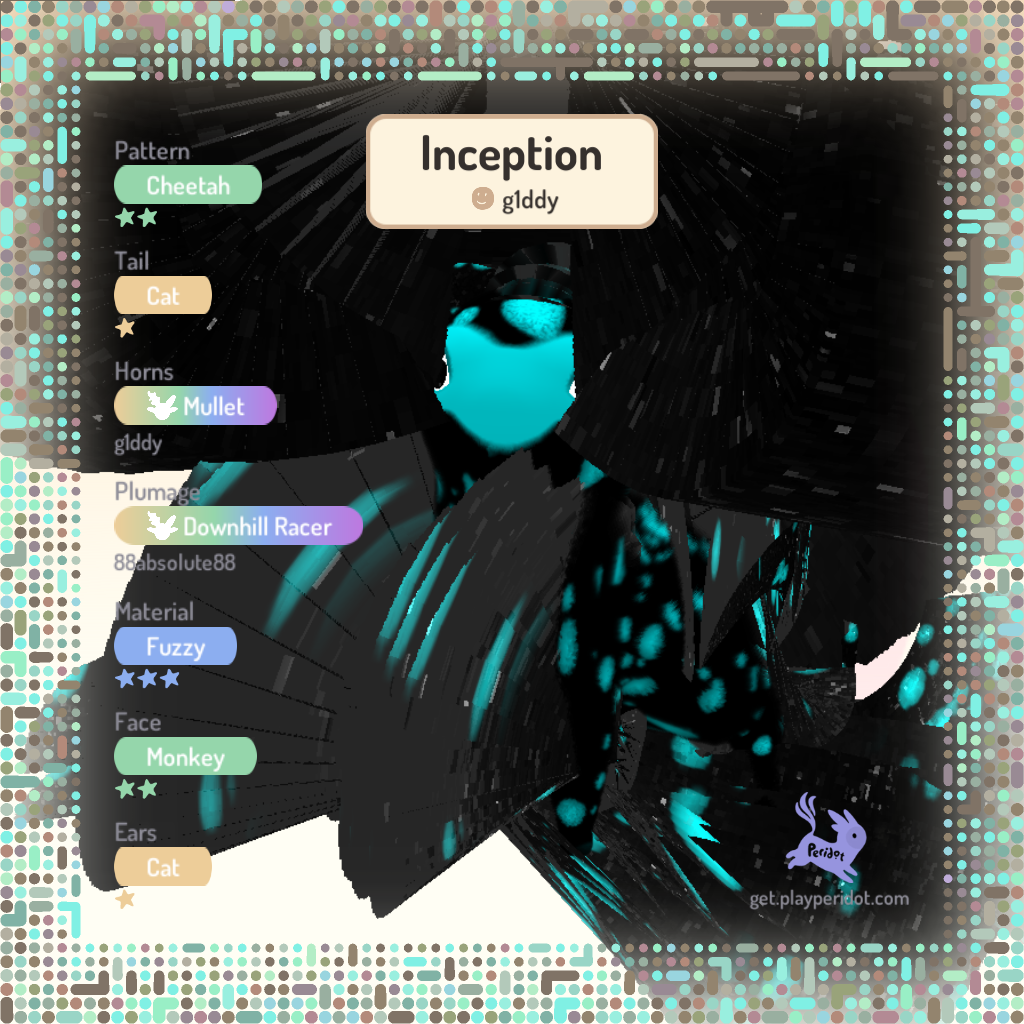 Inception
g1ddy
Pattern
Cheetah
Tail
Cat
Horns
Mullet
g1ddy
Plumage
Downhill Racer
88absolute88
Material
Fuzzy
Face
Monkey
Ears
Cat
Peridot
get.playperidot.com